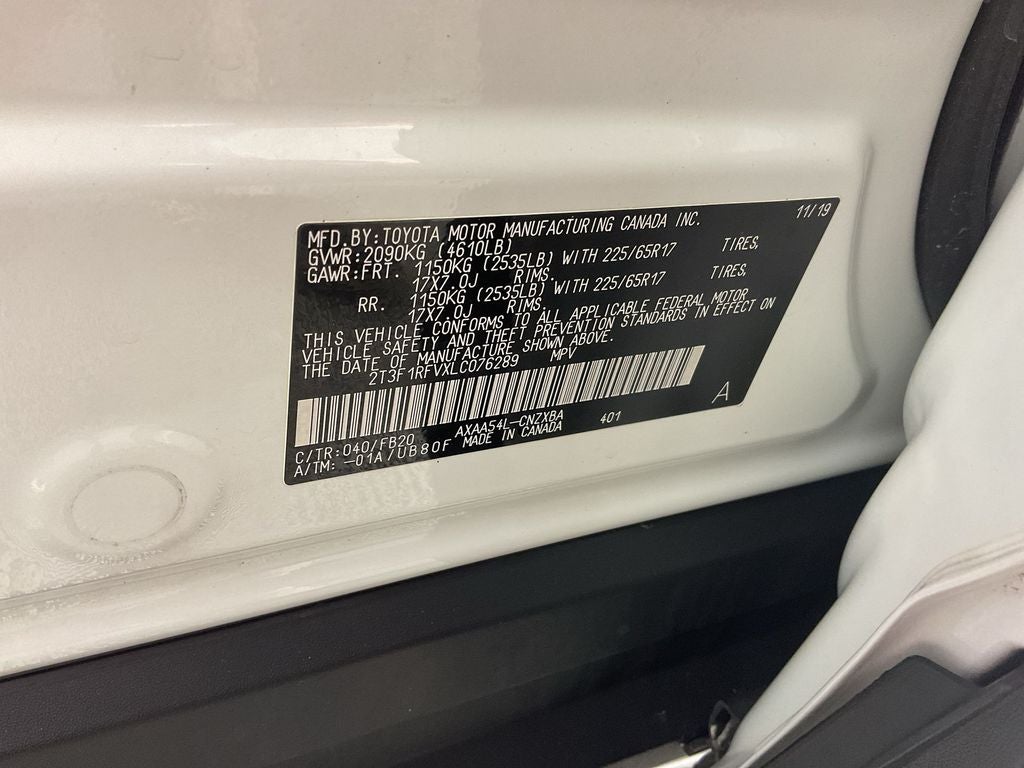 MFD.BY:TOYOTA MOTOR MANUFACTURING CANADA INC. 11/19
GVWR:2090KG (4610LB)
GAWR:FRT. 1150KG (2535LB) WITH 225/65R17 TIRES,
17X7.0J RIMS.
RR. 1150KG (2535LB) WITH 225/65R17 TIRES,
17X7.0J RIMS.
THIS VEHICLE CONFORMS TO ALL APPLICABLE FEDERAL MOTOR
VEHICLE SAFETY AND THEFT PREVENTION STANDARDS IN EFFECT ON
THE DATE OF MANUFACTURE SHOWN ABOVE.
2T3F1RFVXLC076289 MPV
C/TR:040/FB20 AXAA54L-CNZXBA 401 A
A/TM: -01A/UB80F MADE IN CANADA